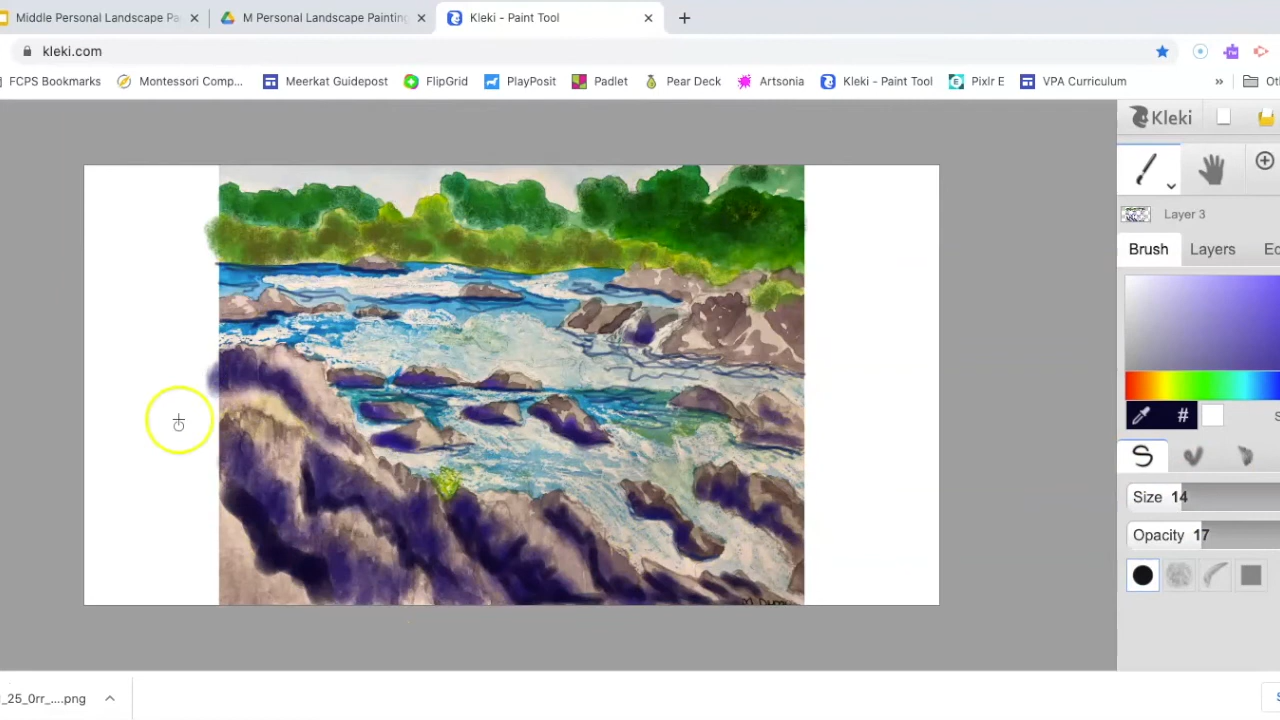 Middle Personal Landscape Pa
M Personal Landscape Painting
Kleki - Paint Tool
kleki.com
FCPS Bookmarks
Montessori Comp...
Meerkat Guidepost
FlipGrid
PlayPosit
Padlet
Pear Deck
Artsonia
Kleki - Paint Tool
Pixlr E
VPA Curriculum
»
Ot
Kleki
Layer 3
Brush
Layers
Ed
#
S
Size 14
Opacity 17
_25_0rr_....png
S